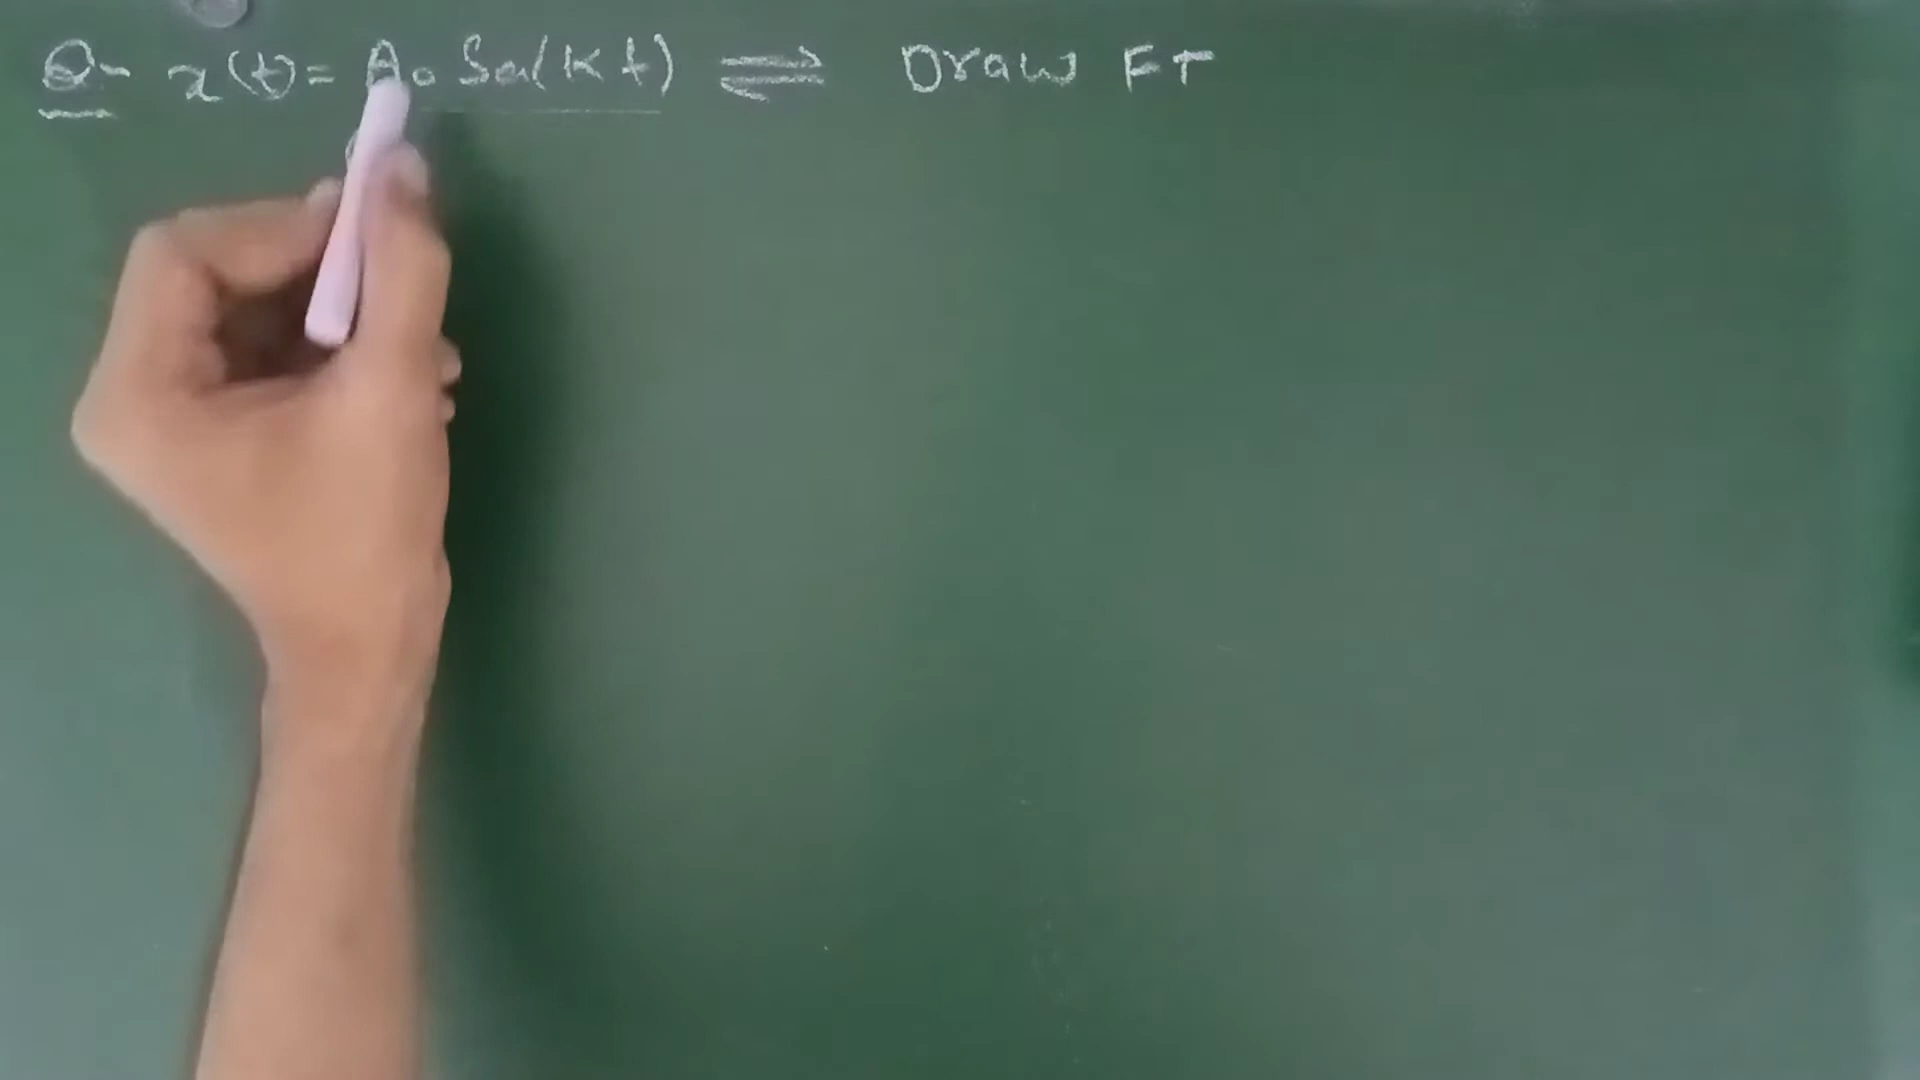 Q- x(t) = A₀ Sa(Kt) ⇌ Draw FT